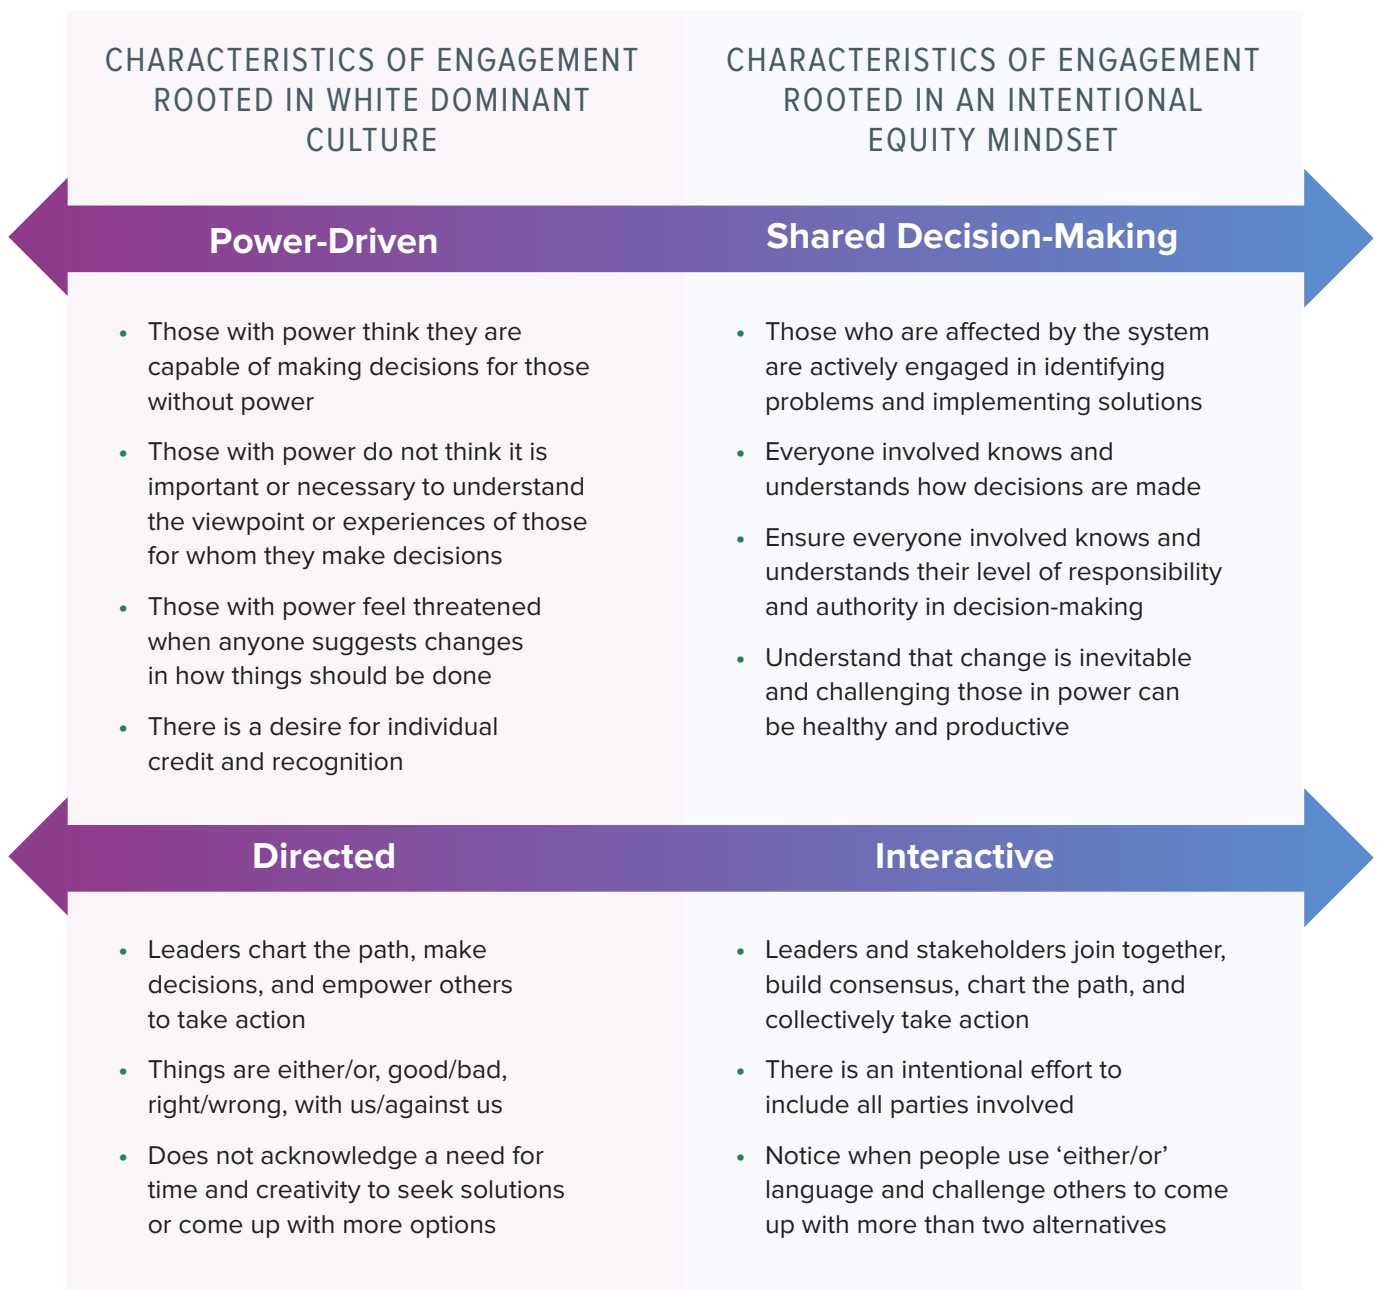 CHARACTERISTICS OF ENGAGEMENT
ROOTED IN WHITE DOMINANT
CULTURE
CHARACTERISTICS OF ENGAGEMENT
ROOTED IN AN INTENTIONAL
EQUITY MINDSET
Power-Driven
Shared Decision-Making
• Those with power think they are
capable of making decisions for those
without power
• Those with power do not think it is
important or necessary to understand
the viewpoint or experiences of those
for whom they make decisions
• Those with power feel threatened
when anyone suggests changes
in how things should be done
• There is a desire for individual
credit and recognition
• Those who are affected by the system
are actively engaged in identifying
problems and implementing solutions
• Everyone involved knows and
understands how decisions are made
• Ensure everyone involved knows and
understands their level of responsibility
and authority in decision-making
• Understand that change is inevitable
and challenging those in power can
be healthy and productive
Directed
Interactive
• Leaders chart the path, make
decisions, and empower others
to take action
• Things are either/or, good/bad,
right/wrong, with us/against us
• Does not acknowledge a need for
time and creativity to seek solutions
or come up with more options
• Leaders and stakeholders join together,
build consensus, chart the path, and
collectively take action
• There is an intentional effort to
include all parties involved
• Notice when people use ‘either/or’
language and challenge others to come
up with more than two alternatives